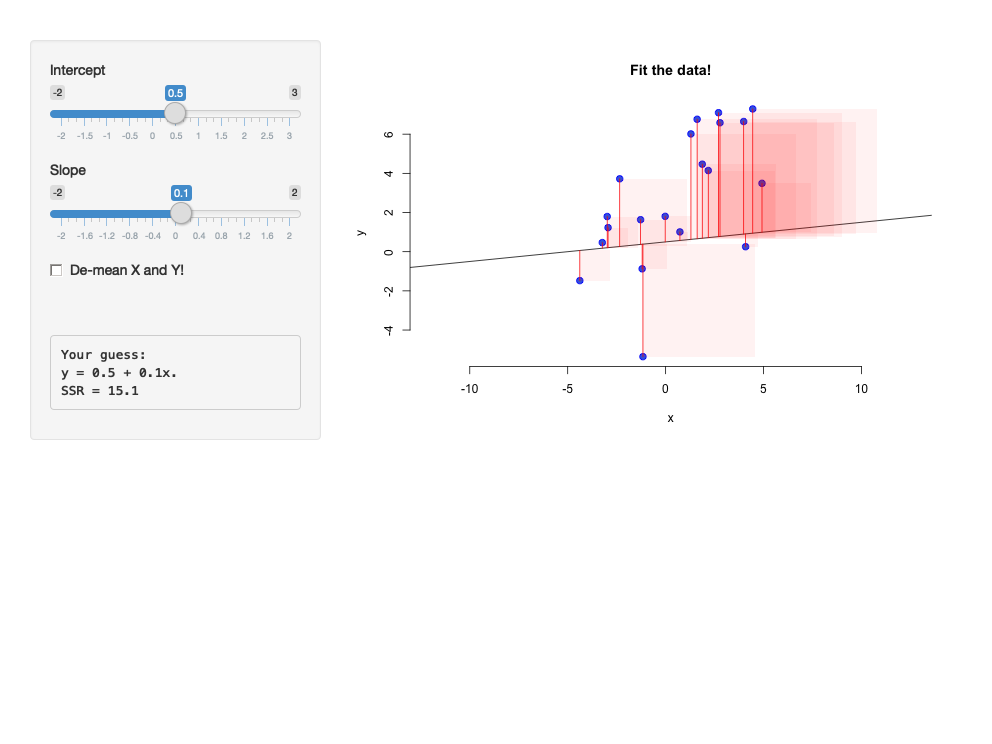 Intercept
-2 0.5 3
-2 -1.5 -1 -0.5 0 0.5 1 1.5 2 2.5 3
Slope
-2 0.1 2
-2 -1.6 -1.2 -0.8 -0.4 0 0.4 0.8 1.2 1.6 2
De-mean X and Y!
Your guess:
y = 0.5 + 0.1x.
SSR = 15.1
Fit the data!
y
6
4
2
0
-2
-4
-10 -5 0 5 10
x